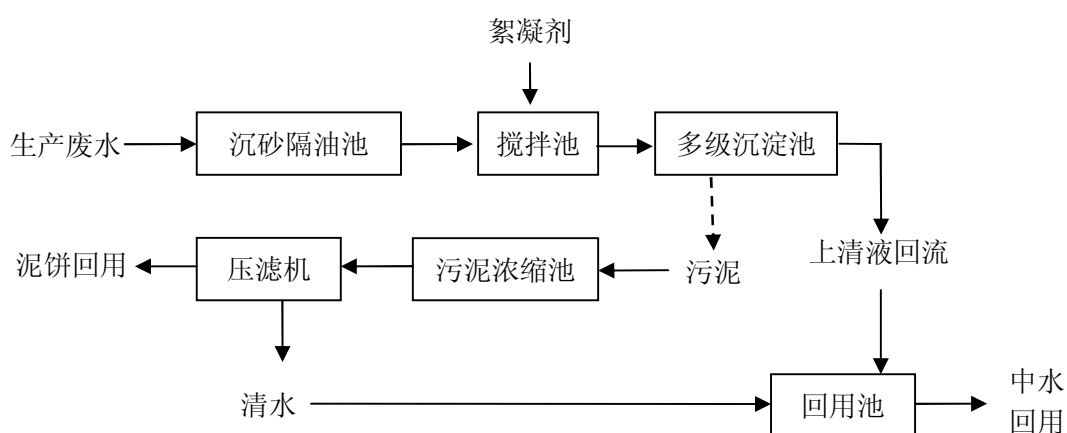 絮凝剂
生产废水
沉砂隔油池
搅拌池
多级沉淀池
泥饼回用
压滤机
污泥浓缩池
污泥
上清液回流
清水
回用池
中水
回用